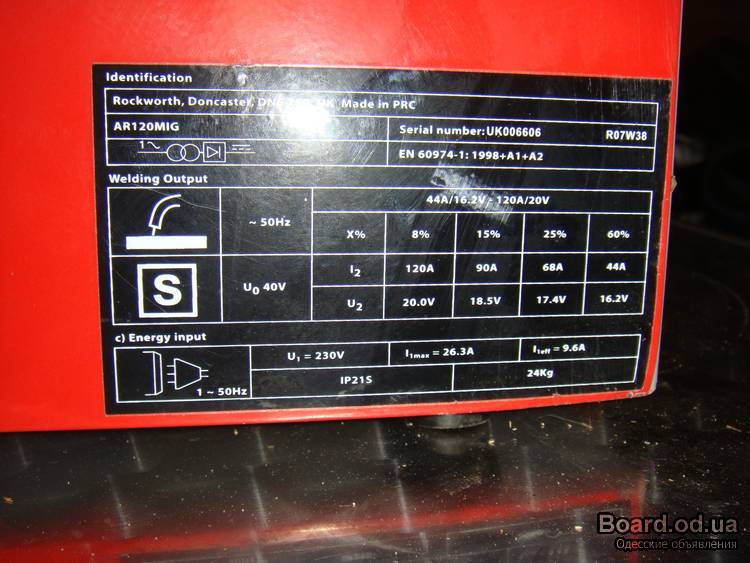 Identification
Rockworth, Doncaster, UK Made in PRC
AR120MIG
Serial number: UK006606 R07W38
1~
EN 60974-1: 1998+A1+A2
Welding Output
44A/16.2V - 120A/20V
~ 50Hz
X% 8% 15% 25% 60%
S
U0 40V
I2 120A 90A 68A 44A
U2 20.0V 18.5V 17.4V 16.2V
c) Energy input
1 ~ 50Hz
U1 = 230V I1max = 26.3A I1eff = 9.6A
IP21S 24Kg
Board.od.ua
Одесские объявления